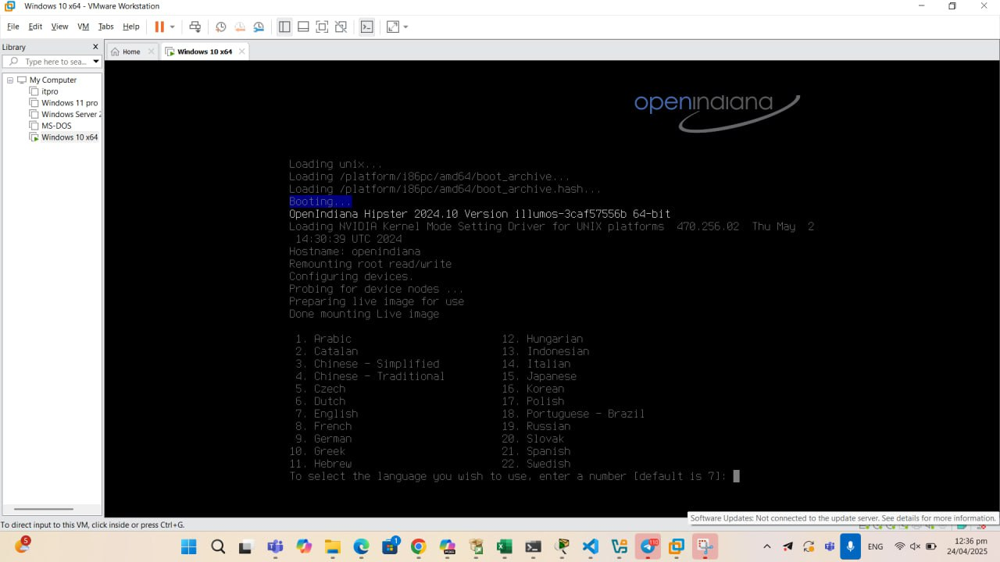 Windows 10 x64 - VMware Workstation
File Edit View VM Tabs Help
Library
Home
Windows 10 x64
Type here to sea...
My Computer
itpro
Windows 11 pro
Windows Server 2
MS-DOS
Windows 10 x64
openindiana
Loading unix...
Loading /platform/i86pc/amd64/boot_archive...
Loading /platform/i86pc/amd64/boot_archive.hash...
Booting...
OpenIndiana Hipster 2024.10 Version illumos-3caf57556b 64-bit
Loading NVIDIA Kernel Mode Setting Driver for UNIX platforms 470.256.02 Thu May 2
14:30:39 UTC 2024
Hostname: openindiana
Remounting root read/write
Configuring devices.
Probing for device nodes ...
Preparing live image for use
Done mounting Live image
1. Arabic 12. Hungarian
2. Catalan 13. Indonesian
3. Chinese - Simplified 14. Italian
4. Chinese - Traditional 15. Japanese
5. Czech 16. Korean
6. Dutch 17. Polish
7. English 18. Portuguese - Brazil
8. French 19. Russian
9. German 20. Slovak
10. Greek 21. Spanish
11. Hebrew 22. Swedish
To select the language you wish to use, enter a number [default is 7]:
Software Updates: Not connected to the update server. See details for more information.
To direct input to this VM, click inside or press Ctrl+G.
5
1
M365
110
ENG
12:36 pm
24/04/2025